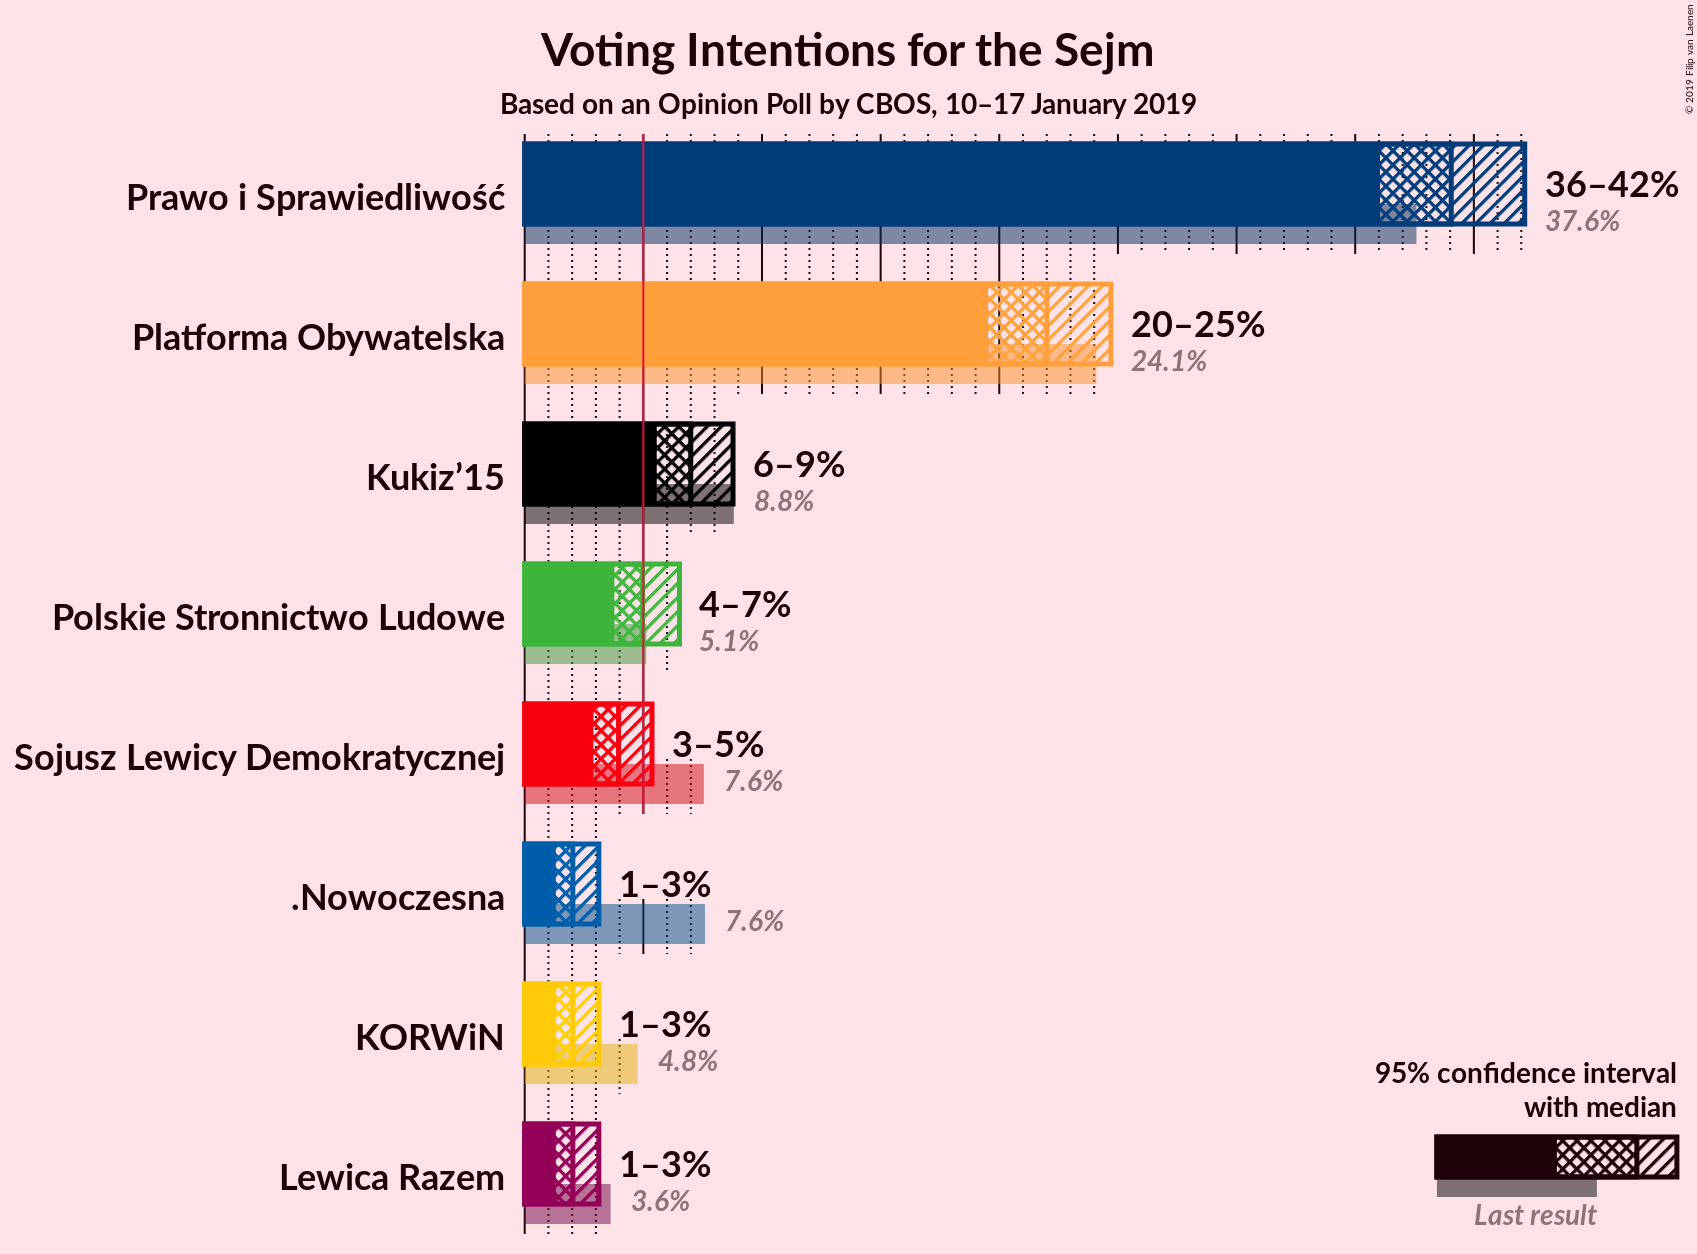 Voting Intentions for the Sejm
Based on an Opinion Poll by CBOS, 10–17 January 2019
© 2019 Filip van Laenen
Prawo i Sprawiedliwość
36–42%
37.6%
Platforma Obywatelska
20–25%
24.1%
Kukiz’15
6–9%
8.8%
Polskie Stronnictwo Ludowe
4–7%
5.1%
Sojusz Lewicy Demokratycznej
3–5%
7.6%
.Nowoczesna
1–3%
7.6%
KORWiN
1–3%
4.8%
Lewica Razem
1–3%
3.6%
95% confidence interval
with median
Last result